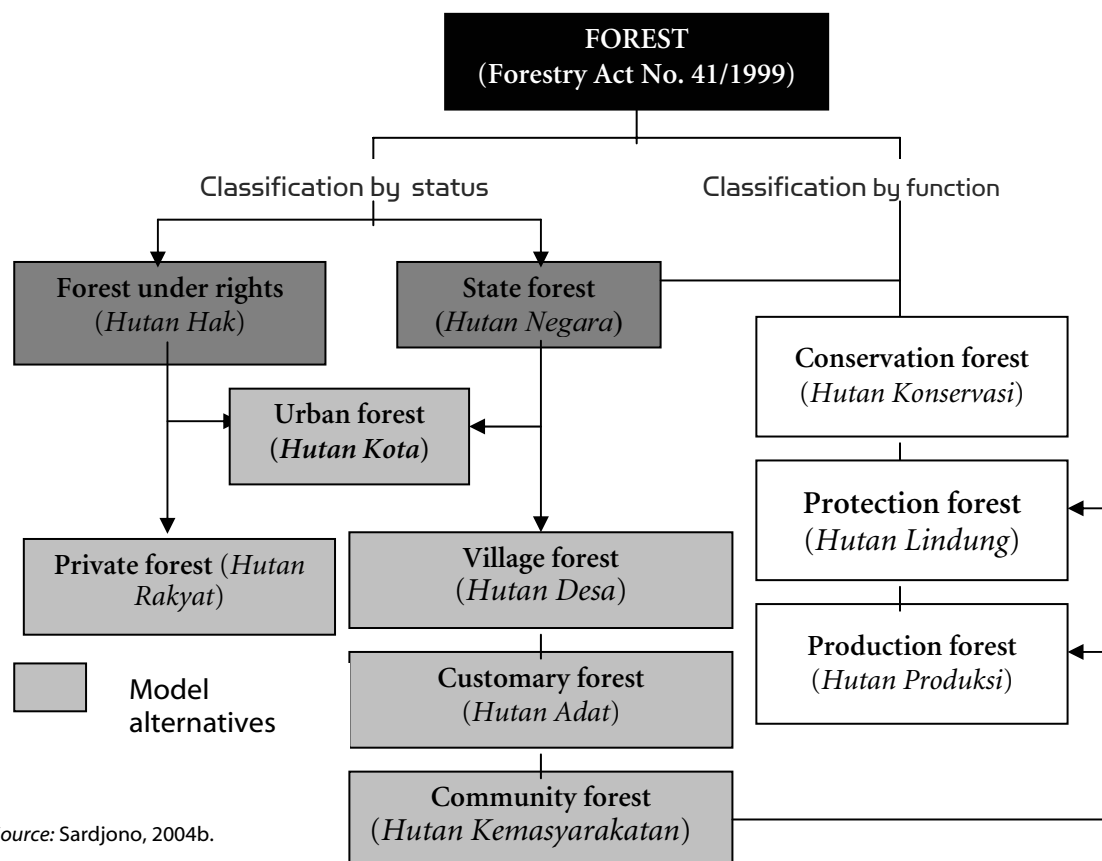 FOREST
(Forestry Act No. 41/1999)
Classification by status
Classification by function
Forest under rights
(Hutan Hak)
State forest
(Hutan Negara)
Conservation forest
(Hutan Konservasi)
Urban forest
(Hutan Kota)
Protection forest
(Hutan Lindung)
Private forest (Hutan
Rakyat)
Village forest
(Hutan Desa)
Production forest
(Hutan Produksi)
Model
alternatives
Customary forest
(Hutan Adat)
Community forest
(Hutan Kemasyarakatan)
ource: Sardjono, 2004b.